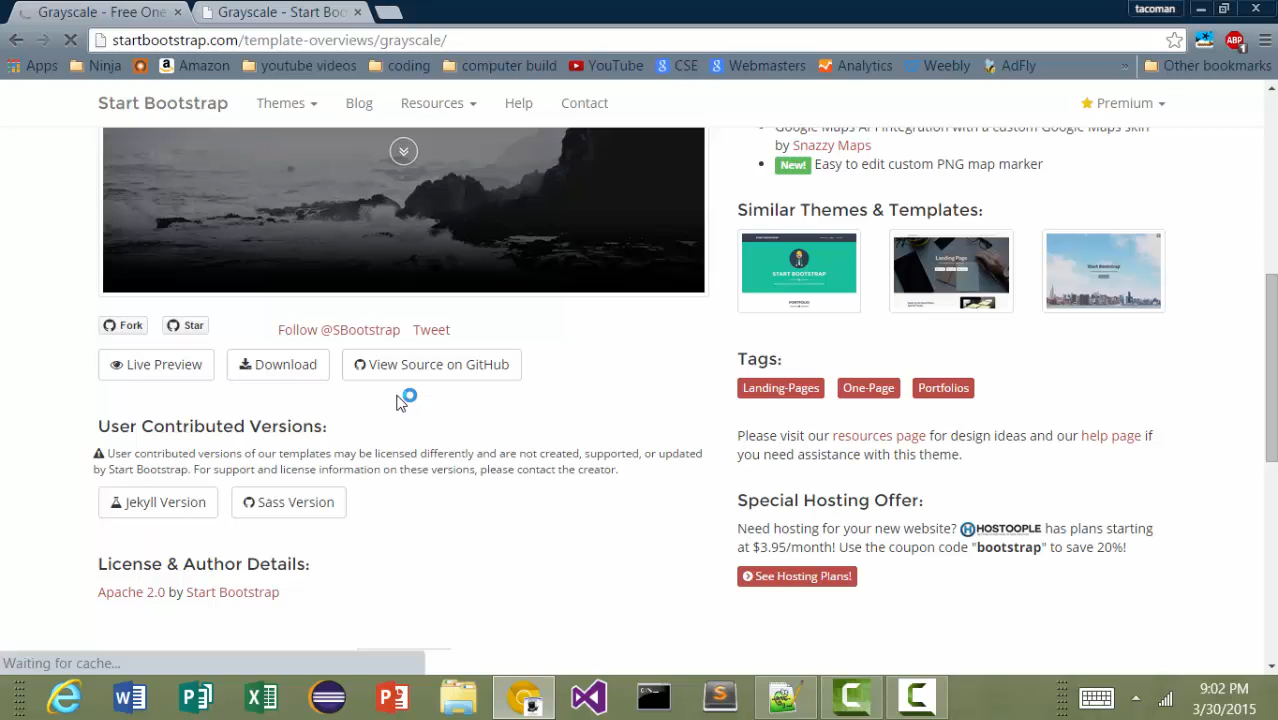 Grayscale - Free One ×
Grayscale - Start Boo ×
tacoman
startbootstrap.com/template-overviews/grayscale/
ABP
1
Apps Ninja Amazon youtube videos coding computer build YouTube CSE Webmasters Analytics Weebly AdFly » Other bookmarks
Start Bootstrap Themes Blog Resources Help Contact Premium
Google Maps API integration with a custom Google Maps skin
by Snazzy Maps
New! Easy to edit custom PNG map marker
Similar Themes & Templates:
START BOOTSTRAP
PORTFOLIO
Landing Page
Start Bootstrap
Fork Star Follow @SBootstrap Tweet
Live Preview Download View Source on GitHub
Tags:
Landing-Pages One-Page Portfolios
User Contributed Versions:
User contributed versions of our templates may be licensed differently and are not created, supported, or updated
by Start Bootstrap. For support and license information on these versions, please contact the creator.
Jekyll Version Sass Version
Please visit our resources page for design ideas and our help page if
you need assistance with this theme.
Special Hosting Offer:
Need hosting for your new website? HOSTOOPLE has plans starting
at $3.95/month! Use the coupon code "bootstrap" to save 20%!
See Hosting Plans!
License & Author Details:
Apache 2.0 by Start Bootstrap
Waiting for cache...
9:02 PM
3/30/2015